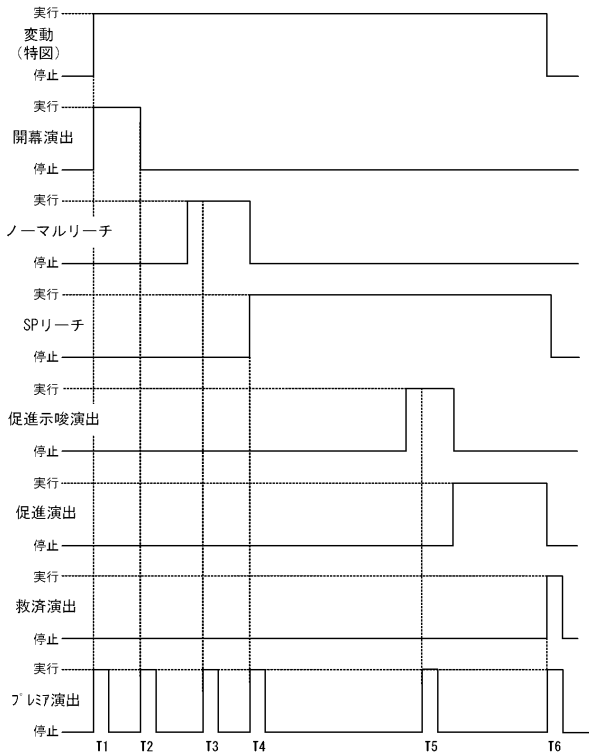 実行
変動
(特図)
停止
実行
開幕演出
停止
実行
ノーマルリーチ
停止
実行
SPリーチ
停止
実行
促進示唆演出
停止
実行
促進演出
停止
実行
救済演出
停止
実行
プレミア演出
停止
T1 T2 T3 T4 T5 T6